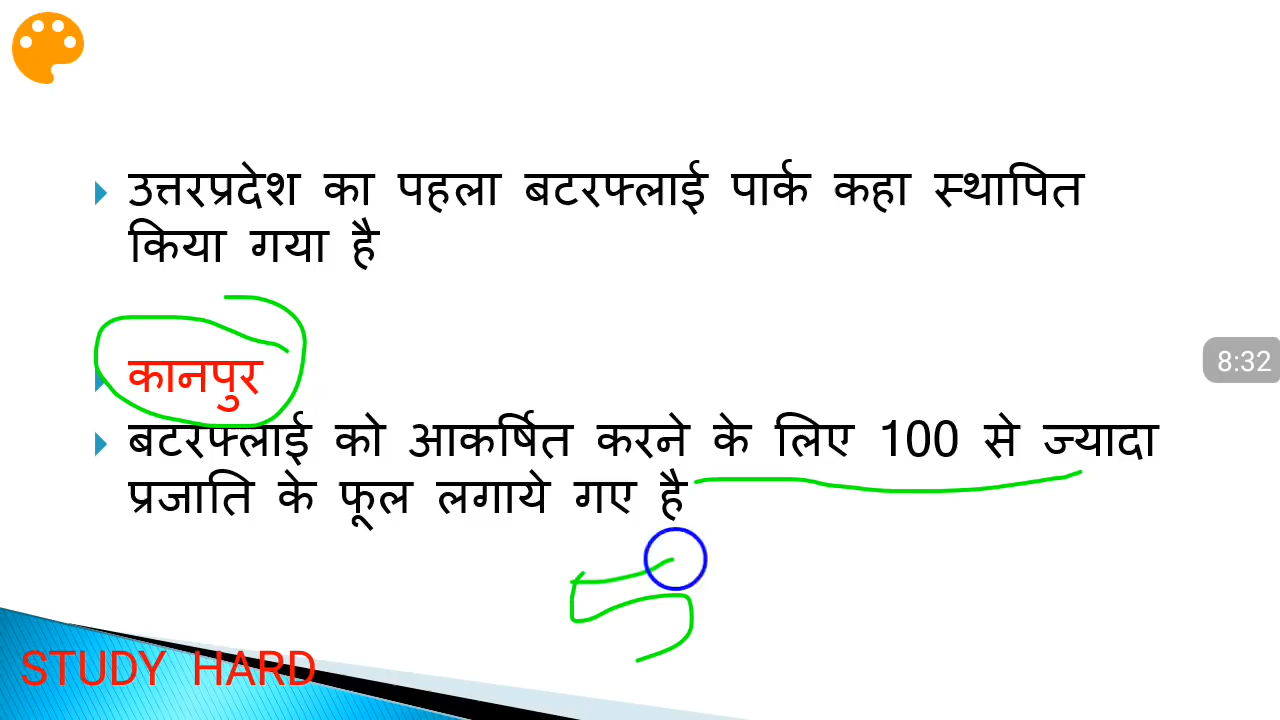 उत्तरप्रदेश का पहला बटरफ्लाई पार्क कहा स्थापित
किया गया है
कानपुर
बटरफ्लाई को आकर्षित करने के लिए 100 से ज्यादा
प्रजाति के फूल लगाये गए है
8:32
5
STUDY HARD